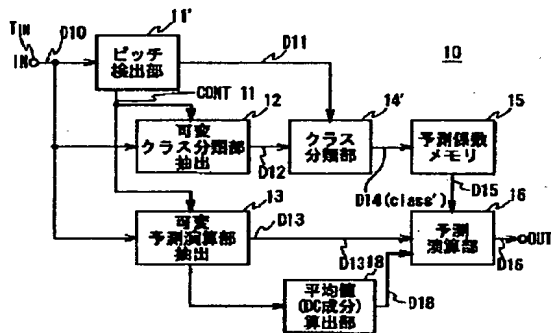 11'
TIN
D10
IN
ピッチ
検出部
D11
10
CONT 11
12
可変
クラス分類部
抽出
D12
14'
クラス
分類部
15
予測係数
メモリ
D14(class')
D15
13
可変
予測演算部
抽出
D13
D13
16
予測
演算部
OUT
D16
18
平均値
(DC成分)
算出部
D18